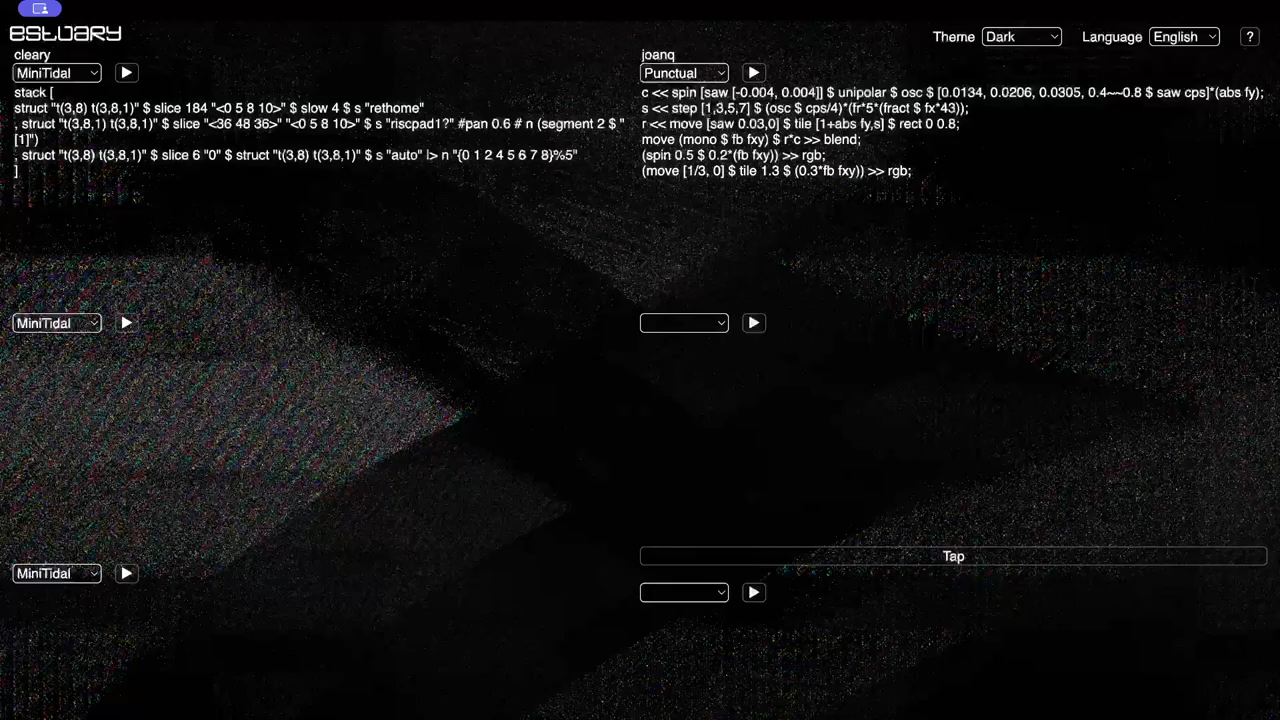 estuary
Theme Dark Language English ?
cleary
MiniTidal
stack [
struct "t(3,8) t(3,8,1)" $ slice 184 "<0 5 8 10>" $ slow 4 $ s "rethome"
, struct "t(3,8,1) t(3,8,1)" $ slice "<36 48 36>" "<0 5 8 10>" $ s "riscpad1?" #pan 0.6 # n (segment 2 $ "
[1]")
, struct "t(3,8) t(3,8,1)" $ slice 6 "0" $ struct "t(3,8) t(3,8,1)" $ s "auto" |> n "{0 1 2 4 5 6 7 8}%5"
]
joanq
Punctual
c << spin [saw [-0.004, 0.004]] $ unipolar $ osc $ [0.0134, 0.0206, 0.0305, 0.4~~0.8 $ saw cps]*(abs fy);
s << step [1,3,5,7] $ (osc $ cps/4)*(fr*5*(fract $ fx*43));
r << move [saw 0.03,0] $ tile [1+abs fy,s] $ rect 0 0.8;
move (mono $ fb fxy) $ r*c >> blend;
(spin 0.5 $ 0.2*(fb fxy)) >> rgb;
(move [1/3, 0] $ tile 1.3 $ (0.3*fb fxy)) >> rgb;
MiniTidal
Tap
MiniTidal